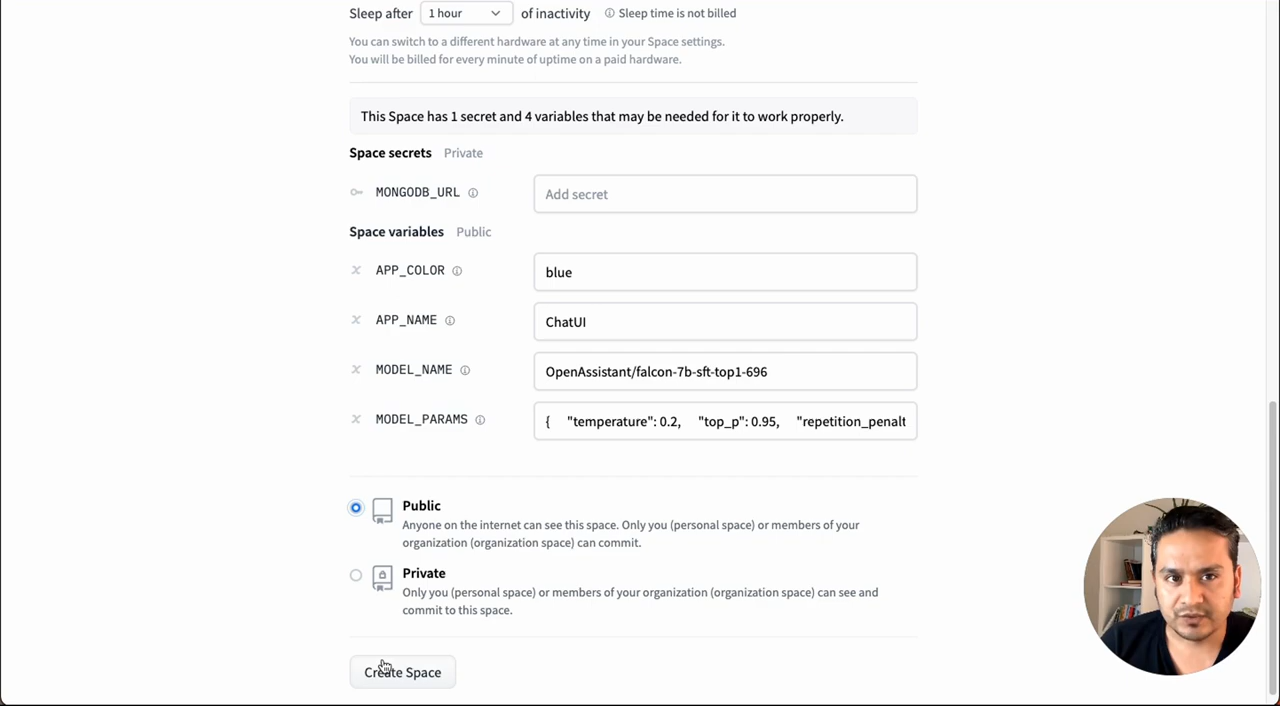 Sleep after 1 hour of inactivity Sleep time is not billed
You can switch to a different hardware at any time in your Space settings.
You will be billed for every minute of uptime on a paid hardware.
This Space has 1 secret and 4 variables that may be needed for it to work properly.
Space secrets Private
MONGODB_URL Add secret
Space variables Public
APP_COLOR blue
APP_NAME ChatUI
MODEL_NAME OpenAssistant/falcon-7b-sft-top1-696
MODEL_PARAMS { "temperature": 0.2, "top_p": 0.95, "repetition_penalt
Public
Anyone on the internet can see this space. Only you (personal space) or members of your
organization (organization space) can commit.
Private
Only you (personal space) or members of your organization (organization space) can see and
commit to this space.
Create Space